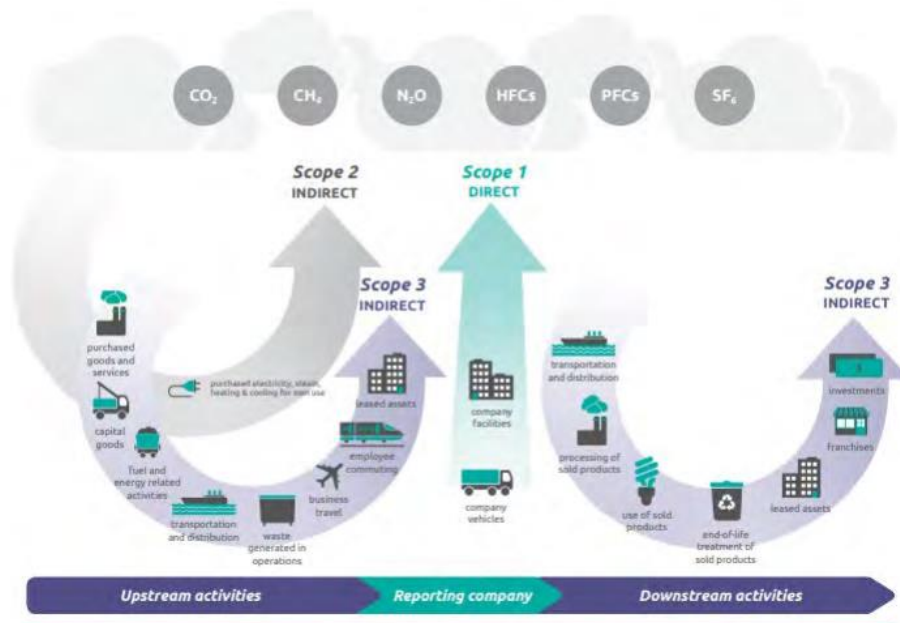 CO₂
CH₄
N₂O
HFCs
PFCs
SF₆
Scope 2
INDIRECT
Scope 1
DIRECT
Scope 3
INDIRECT
Scope 3
INDIRECT
purchased
goods and
services
capital
goods
fuel and
energy related
activities
transportation
and distribution
waste
generated in
operations
business
travel
employee
commuting
leased assets
purchased electricity, steam,
heating & cooling for own use
company
facilities
company
vehicles
transportation
and distribution
processing of
sold products
use of sold
products
end-of-life
treatment of
sold products
leased assets
franchises
investments
Upstream activities
Reporting company
Downstream activities